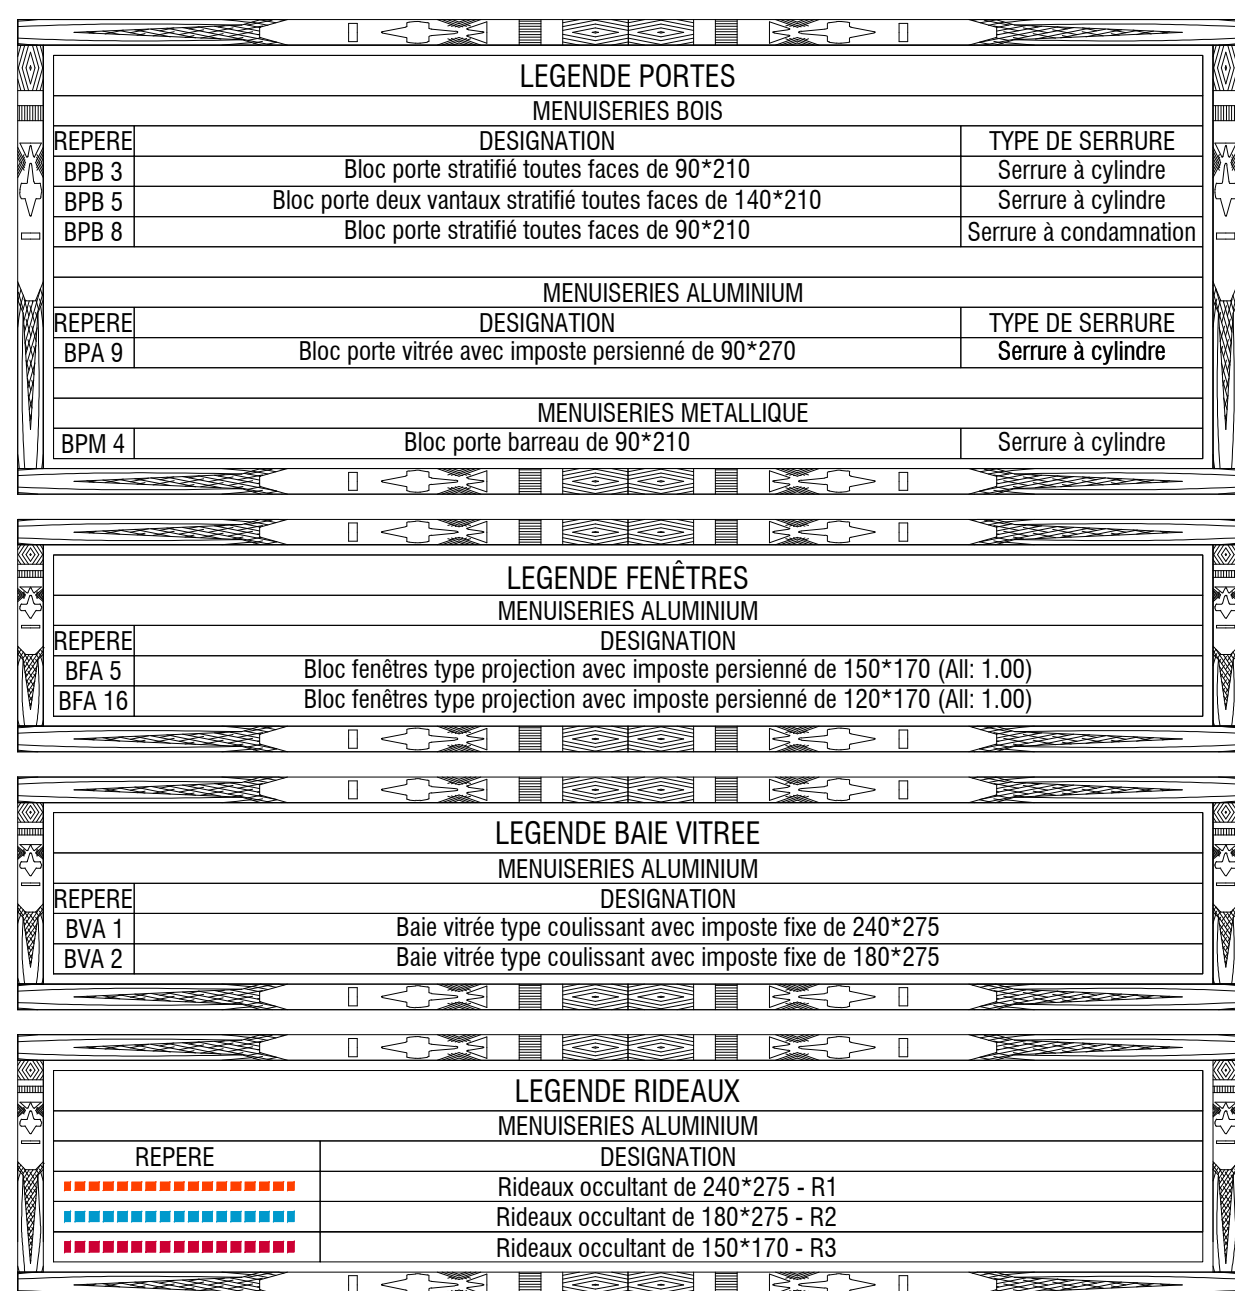 LEGENDE PORTES
MENUISERIES BOIS
REPERE DESIGNATION TYPE DE SERRURE
BPB 3 Bloc porte stratifié toutes faces de 90*210 Serrure à cylindre
BPB 5 Bloc porte deux vantaux stratifié toutes faces de 140*210 Serrure à cylindre
BPB 8 Bloc porte stratifié toutes faces de 90*210 Serrure à condamnation
MENUISERIES ALUMINIUM
REPERE DESIGNATION TYPE DE SERRURE
BPA 9 Bloc porte vitrée avec imposte persienné de 90*270 Serrure à cylindre
MENUISERIES METALLIQUE
BPM 4 Bloc porte barreau de 90*210 Serrure à cylindre
LEGENDE FENÊTRES
MENUISERIES ALUMINIUM
REPERE DESIGNATION
BFA 5 Bloc fenêtres type projection avec imposte persienné de 150*170 (All: 1.00)
BFA 16 Bloc fenêtres type projection avec imposte persienné de 120*170 (All: 1.00)
LEGENDE BAIE VITREE
MENUISERIES ALUMINIUM
REPERE DESIGNATION
BVA 1 Baie vitrée type coulissant avec imposte fixe de 240*275
BVA 2 Baie vitrée type coulissant avec imposte fixe de 180*275
LEGENDE RIDEAUX
MENUISERIES ALUMINIUM
REPERE DESIGNATION
Rideaux occultant de 240*275 - R1
Rideaux occultant de 180*275 - R2
Rideaux occultant de 150*170 - R3